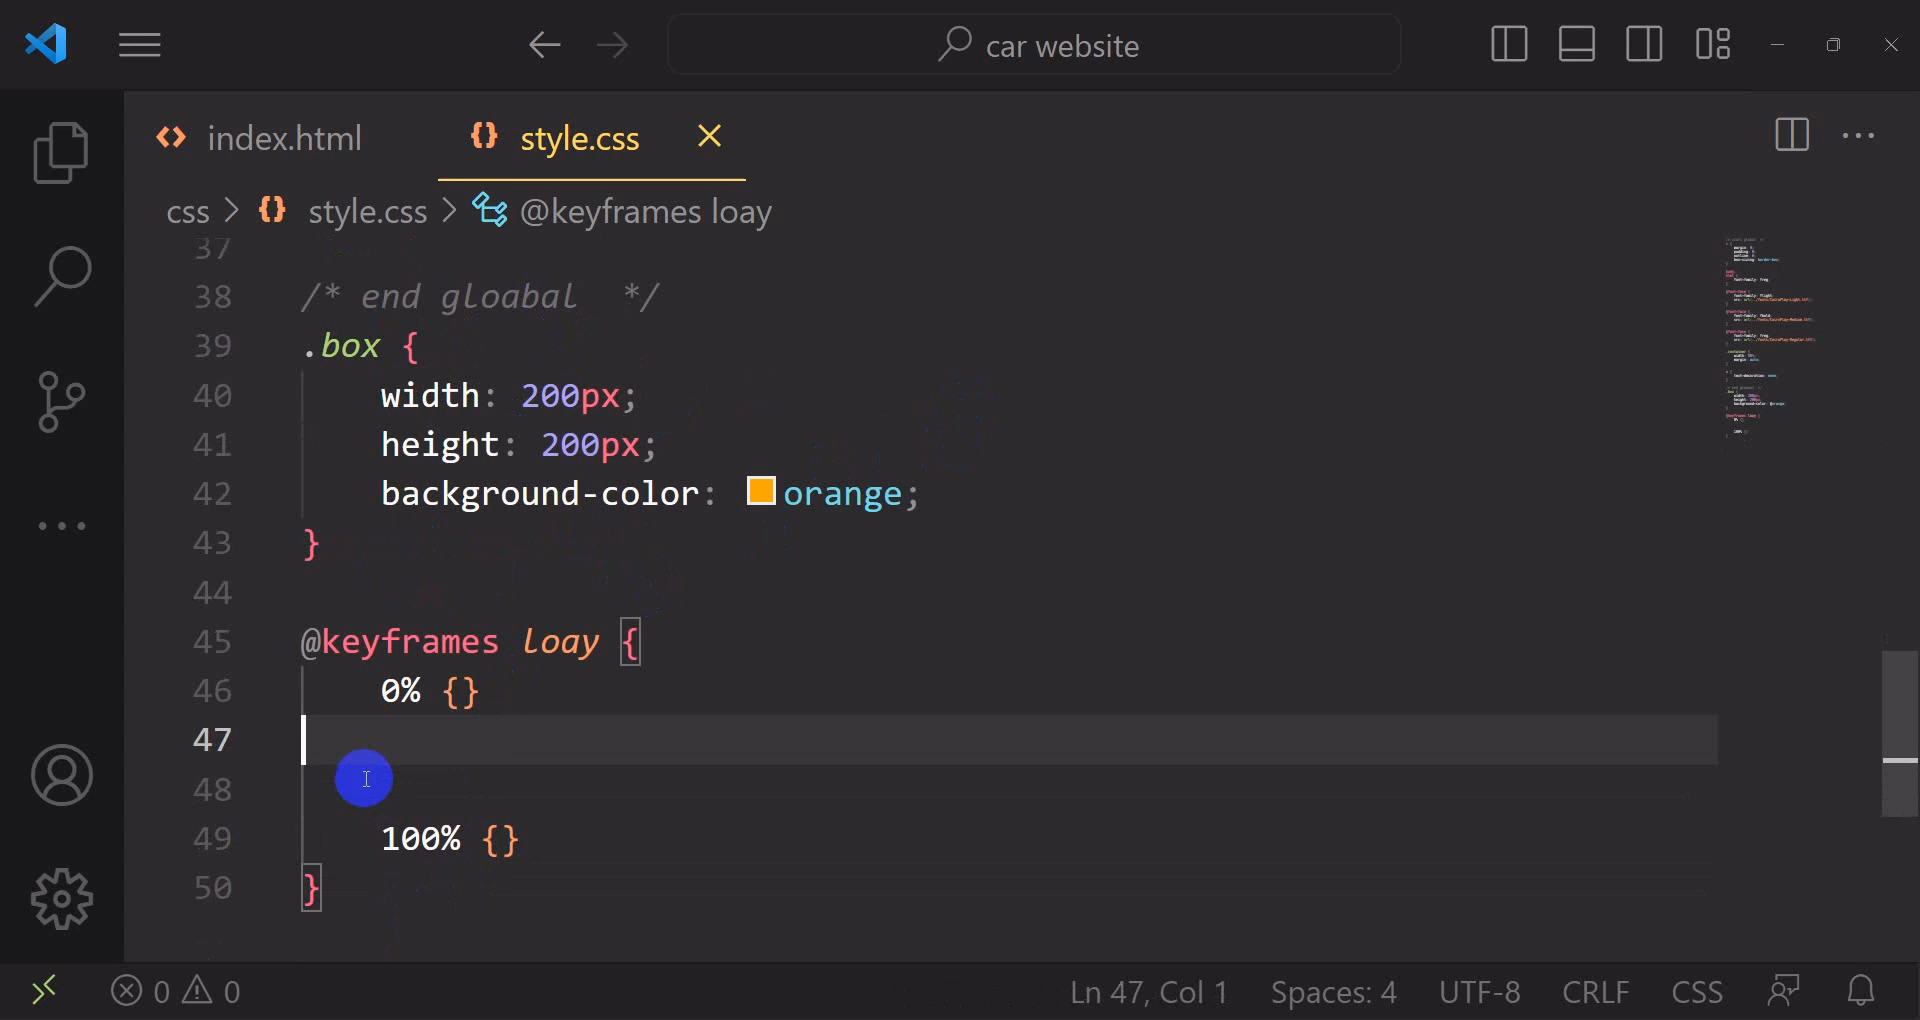 car website
index.html
style.css
css > style.css > @keyframes loay
37
38 /* end gloabal */
39 .box {
40 width: 200px;
41 height: 200px;
42 background-color: orange;
43 }
44
45 @keyframes loay {
46 0% {}
47
48
49 100% {}
50 }
0 0 Ln 47, Col 1 Spaces: 4 UTF-8 CRLF CSS